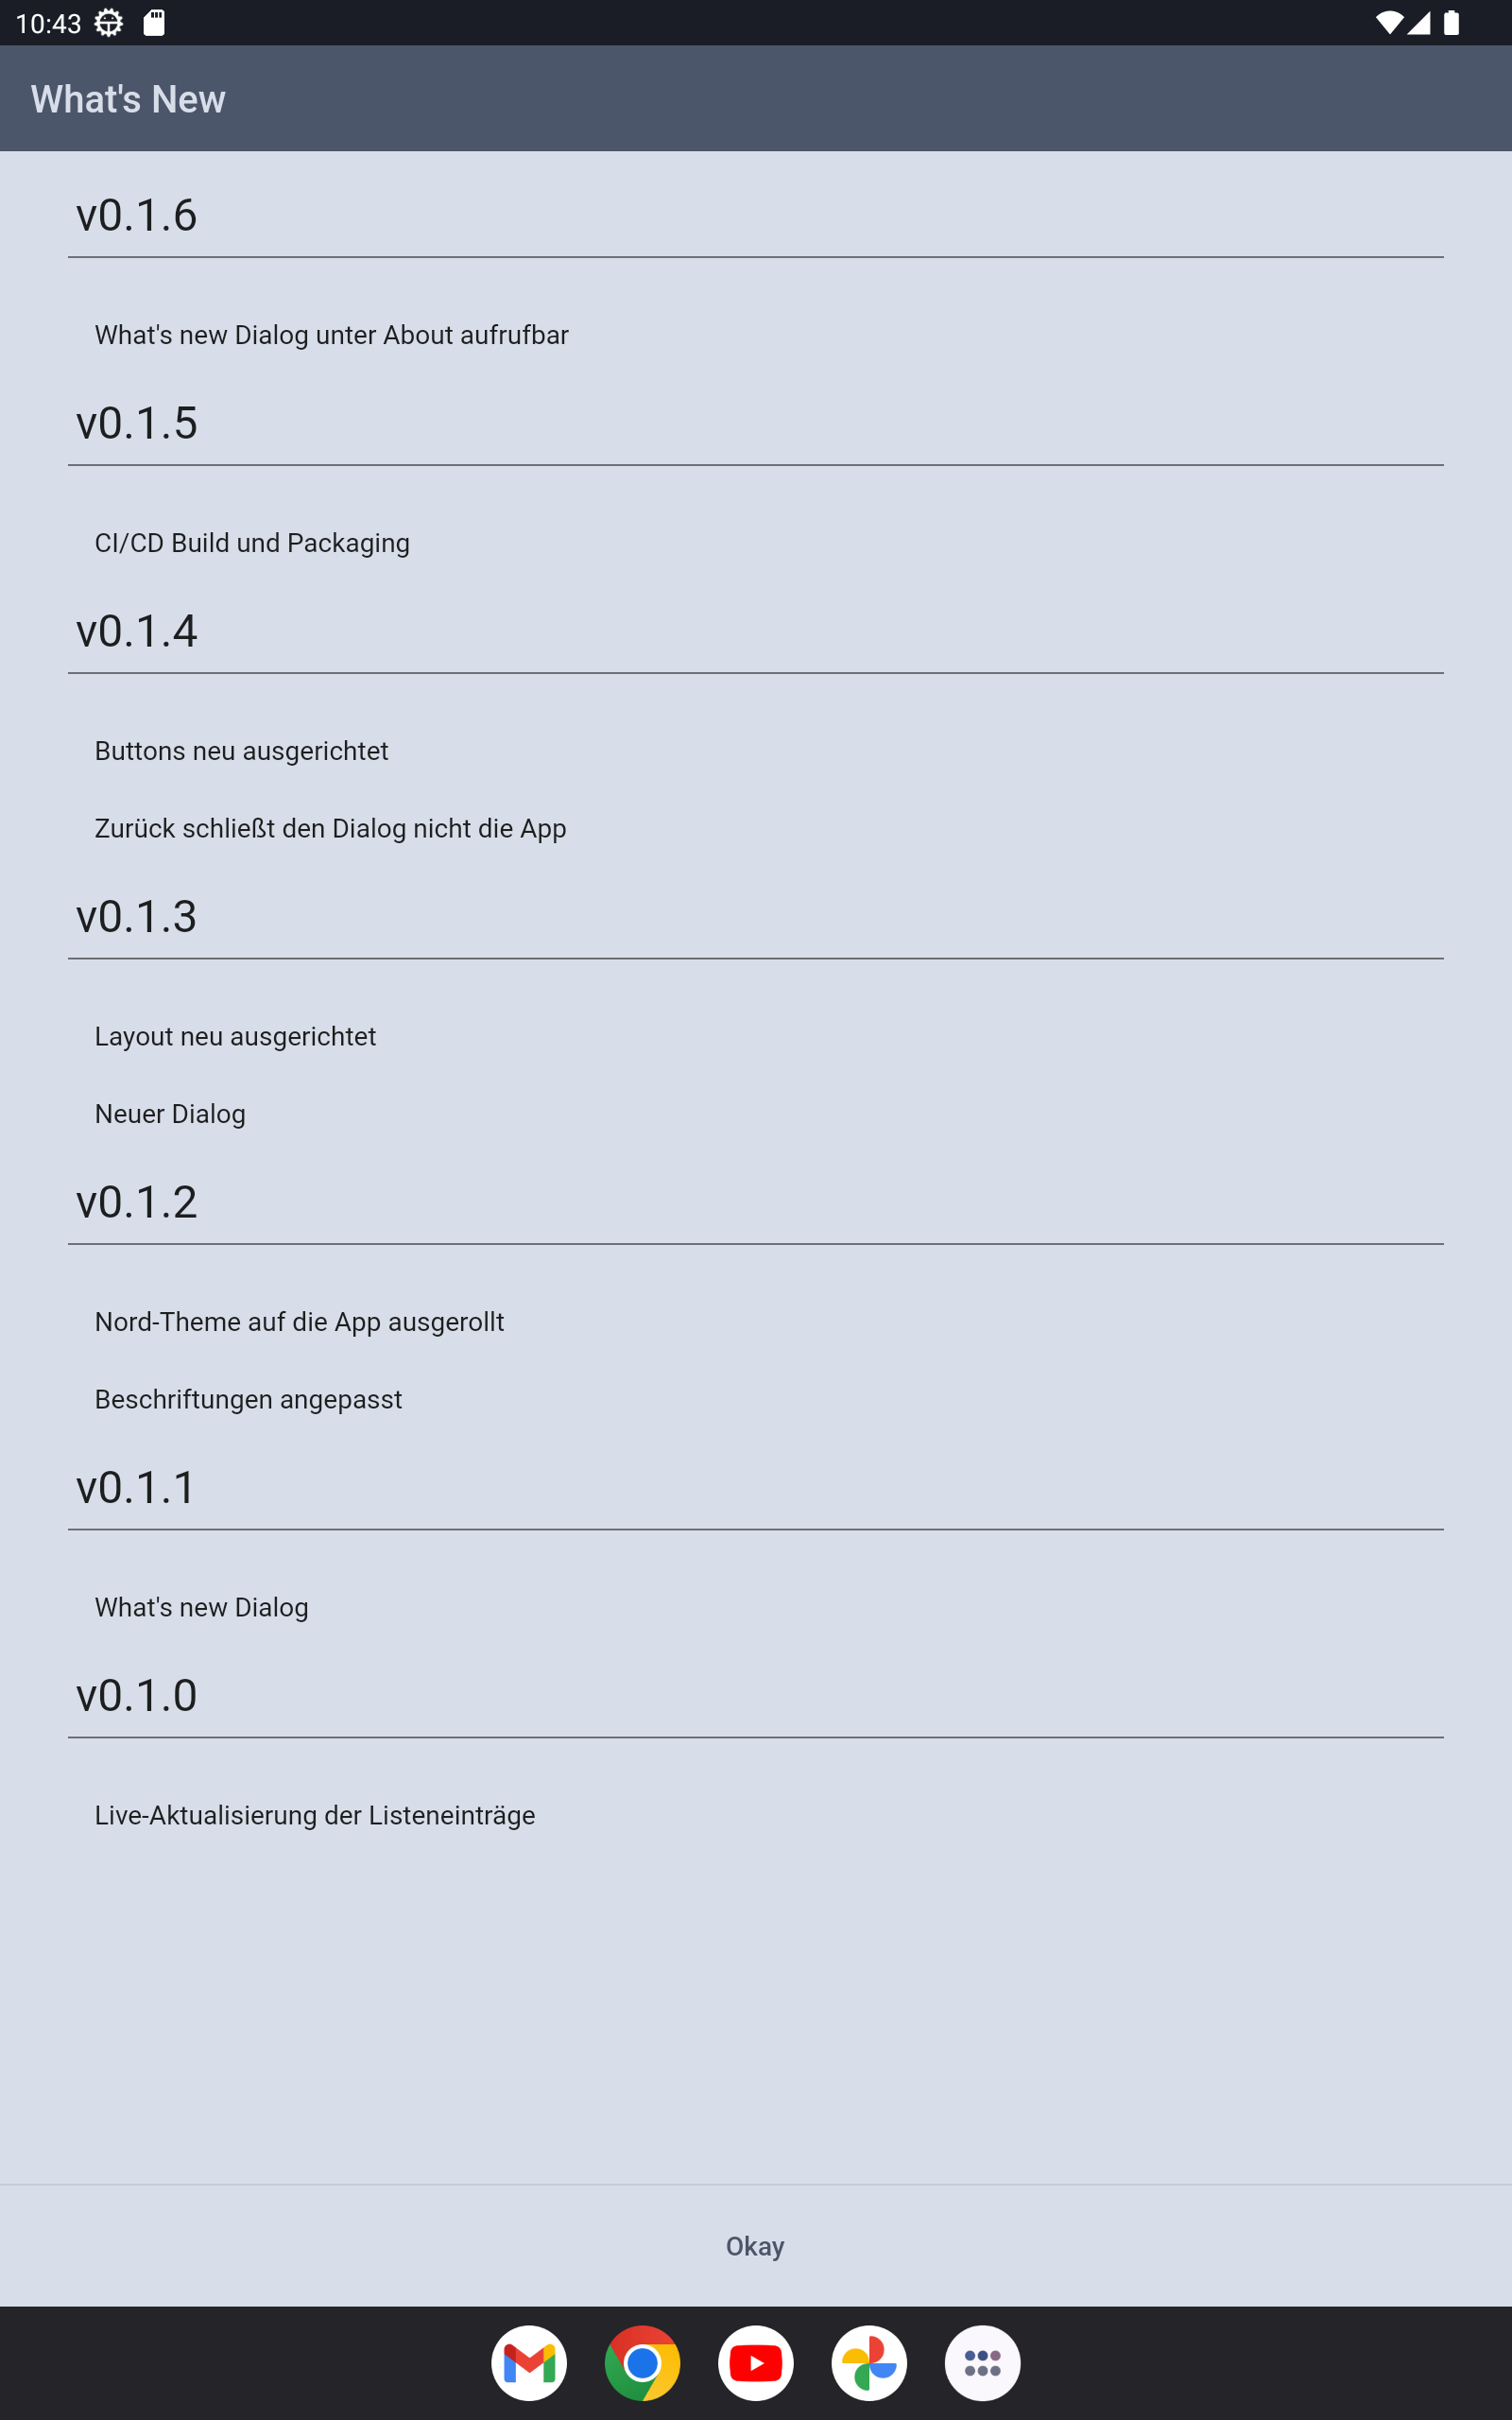 10:43
What's New
v0.1.6
What's new Dialog unter About aufrufbar
v0.1.5
CI/CD Build und Packaging
v0.1.4
Buttons neu ausgerichtet
Zurück schließt den Dialog nicht die App
v0.1.3
Layout neu ausgerichtet
Neuer Dialog
v0.1.2
Nord-Theme auf die App ausgerollt
Beschriftungen angepasst
v0.1.1
What's new Dialog
v0.1.0
Live-Aktualisierung der Listeneinträge
Okay